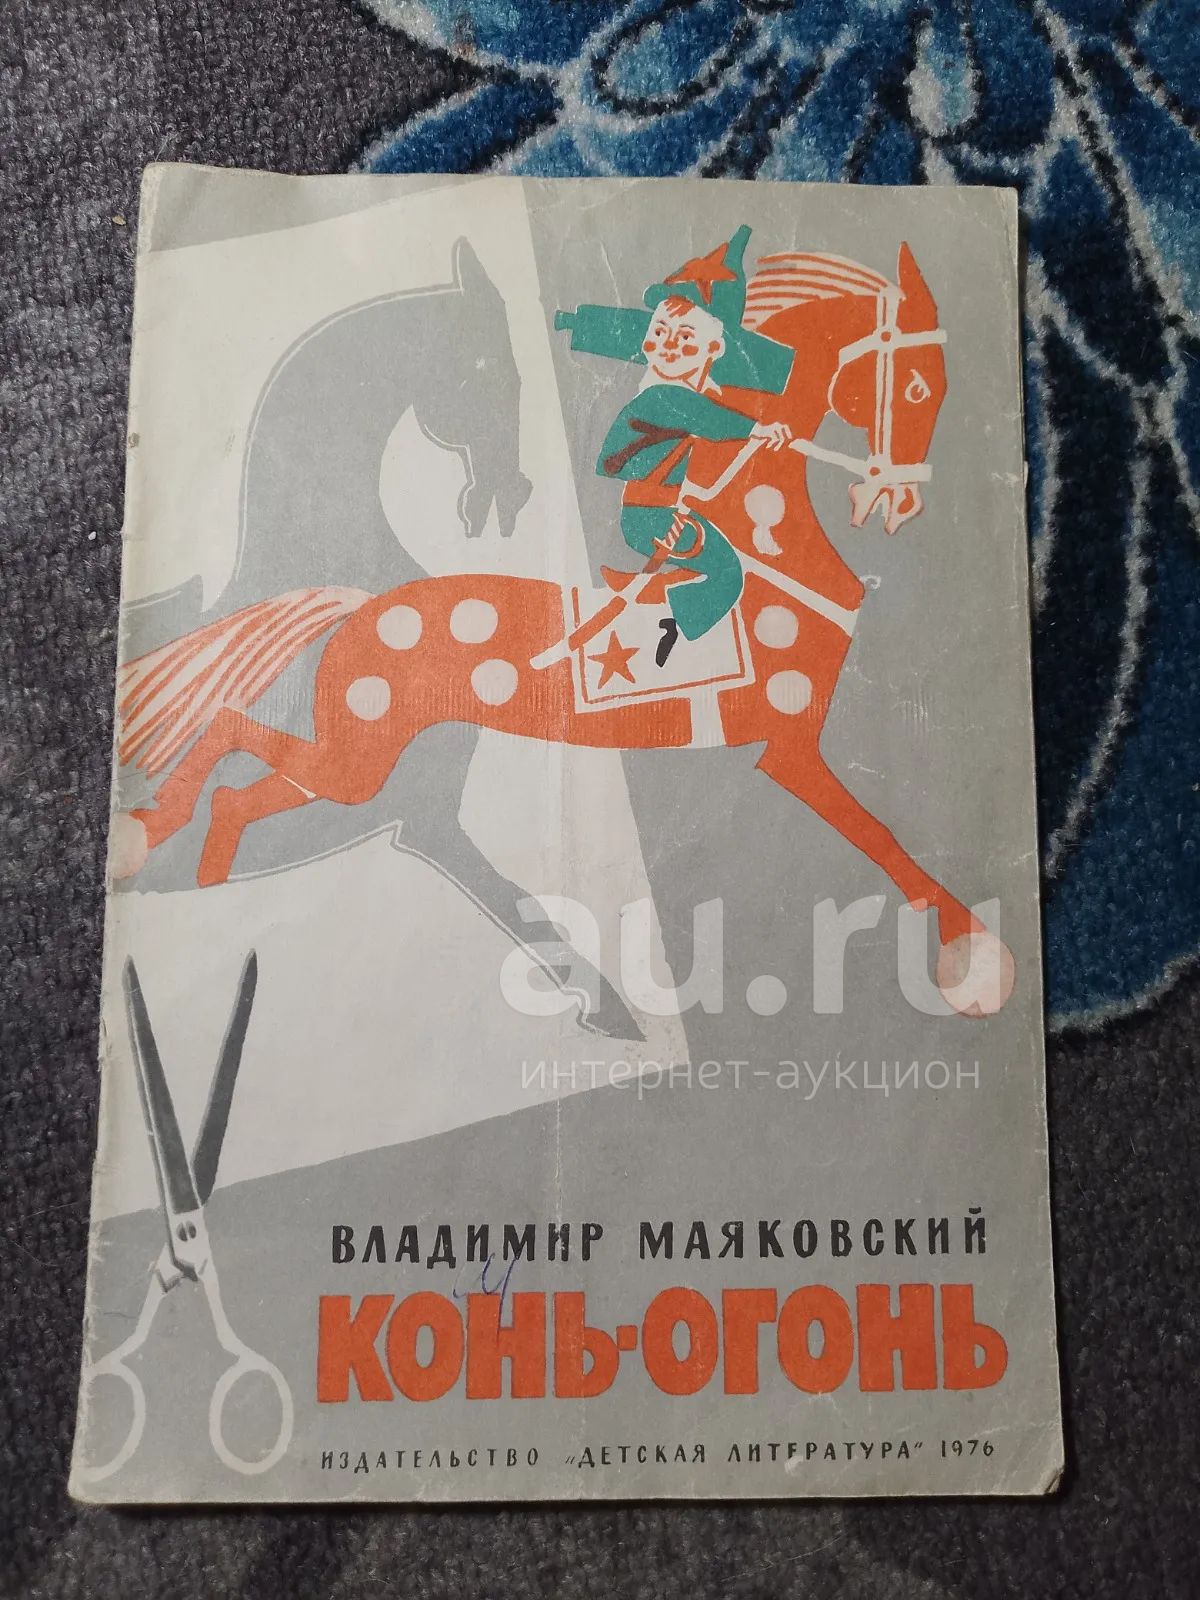 au.ru
интернет-аукцион
ВЛАДИМИР МАЯКОВСКИЙ
КОНЬ-ОГОНЬ
ИЗДАТЕЛЬСТВО „ДЕТСКАЯ ЛИТЕРАТУРА" 1976